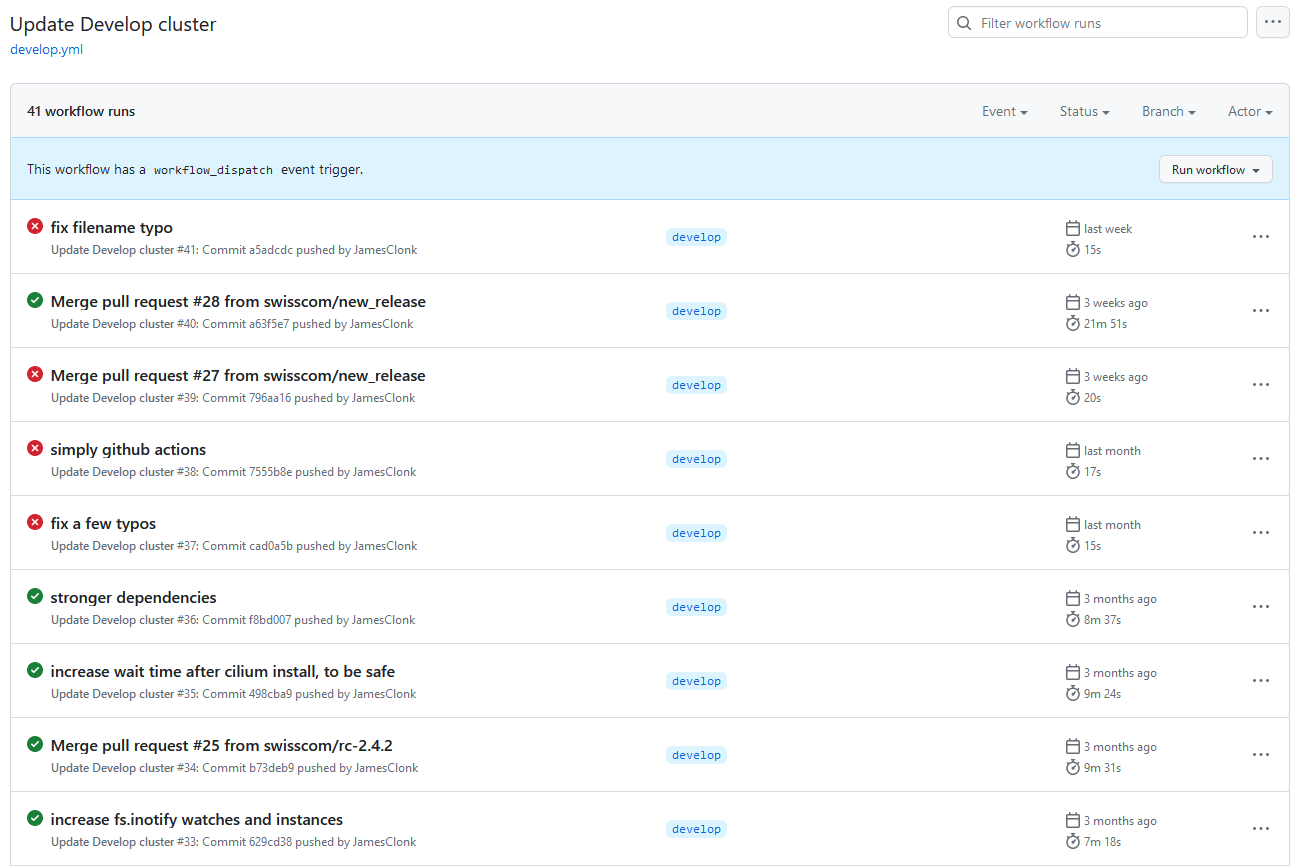 Update Develop cluster
Filter workflow runs
develop.yml
41 workflow runs
Event
Status
Branch
Actor
This workflow has a workflow_dispatch event trigger.
Run workflow
fix filename typo
Update Develop cluster #41: Commit a5adcdc pushed by JamesClonk
develop
last week
15s
Merge pull request #28 from swisscom/new_release
Update Develop cluster #40: Commit a63f5e7 pushed by JamesClonk
develop
3 weeks ago
21m 51s
Merge pull request #27 from swisscom/new_release
Update Develop cluster #39: Commit 796aa16 pushed by JamesClonk
develop
3 weeks ago
20s
simply github actions
Update Develop cluster #38: Commit 7555b8e pushed by JamesClonk
develop
last month
17s
fix a few typos
Update Develop cluster #37: Commit cad0a5b pushed by JamesClonk
develop
last month
15s
stronger dependencies
Update Develop cluster #36: Commit f8bd007 pushed by JamesClonk
develop
3 months ago
8m 37s
increase wait time after cilium install, to be safe
Update Develop cluster #35: Commit 498cba9 pushed by JamesClonk
develop
3 months ago
9m 24s
Merge pull request #25 from swisscom/rc-2.4.2
Update Develop cluster #34: Commit b73deb9 pushed by JamesClonk
develop
3 months ago
9m 31s
increase fs.inotify watches and instances
Update Develop cluster #33: Commit 629cd38 pushed by JamesClonk
develop
3 months ago
7m 18s